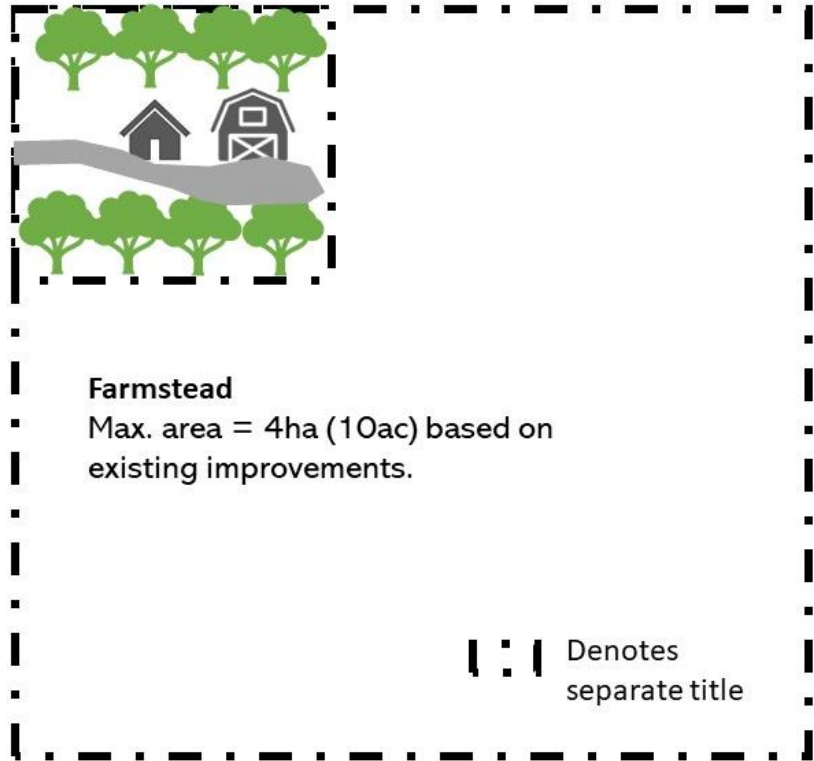 Farmstead
Max. area = 4ha (10ac) based on
existing improvements.
Denotes
separate title